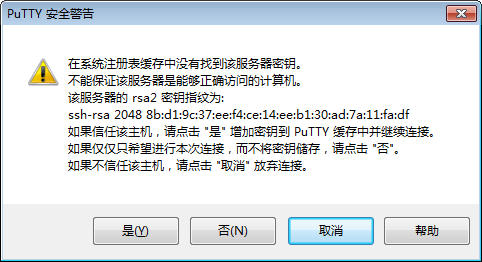 PuTTY 安全警告
在系统注册表缓存中没有找到该服务器密钥。
不能保证该服务器是能够正确访问的计算机。
该服务器的 rsa2 密钥指纹为:
ssh-rsa 2048 8b:d1:9c:37:ee:f4:ce:14:ee:b1:30:ad:7a:11:fa:df
如果信任该主机，请点击 "是" 增加密钥到 PuTTY 缓存中并继续连接。
如果仅仅只希望进行本次连接，而不将密钥储存，请点击 "否"。
如果不信任该主机，请点击 "取消" 放弃连接。
是(Y)
否(N)
取消
帮助